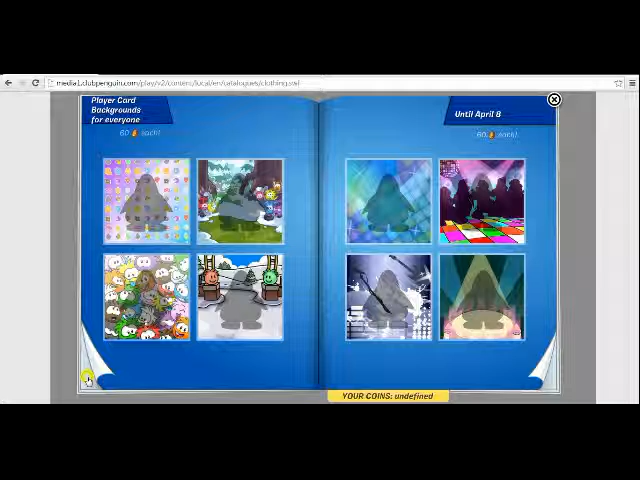 media1.clubpenguin.com/play/v2/content/local/en/catalogues/clothing.swf
Player Card
Backgrounds
for everyone
60 each!
Until April 8
60 each!
YOUR COINS: undefined